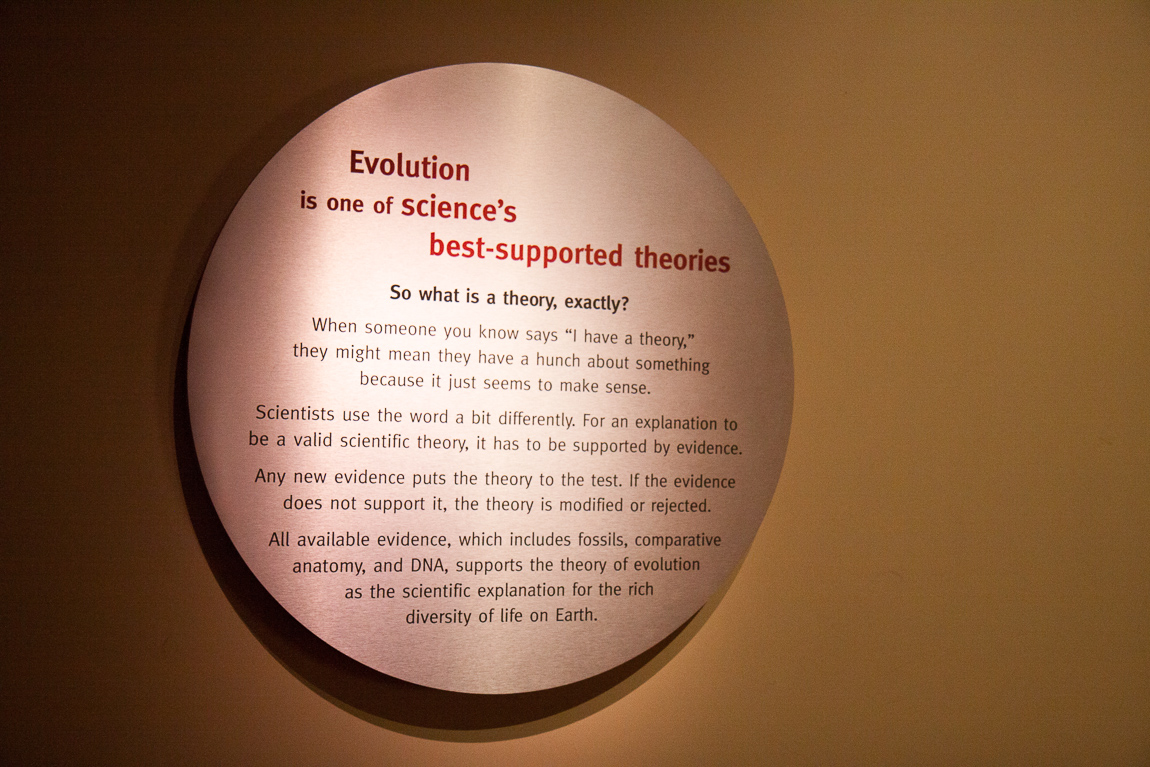 Evolution
is one of science's
best-supported theories
So what is a theory, exactly?
When someone you know says “I have a theory,”
they might mean they have a hunch about something
because it just seems to make sense.
Scientists use the word a bit differently. For an explanation to
be a valid scientific theory, it has to be supported by evidence.
Any new evidence puts the theory to the test. If the evidence
does not support it, the theory is modified or rejected.
All available evidence, which includes fossils, comparative
anatomy, and DNA, supports the theory of evolution
as the scientific explanation for the rich
diversity of life on Earth.